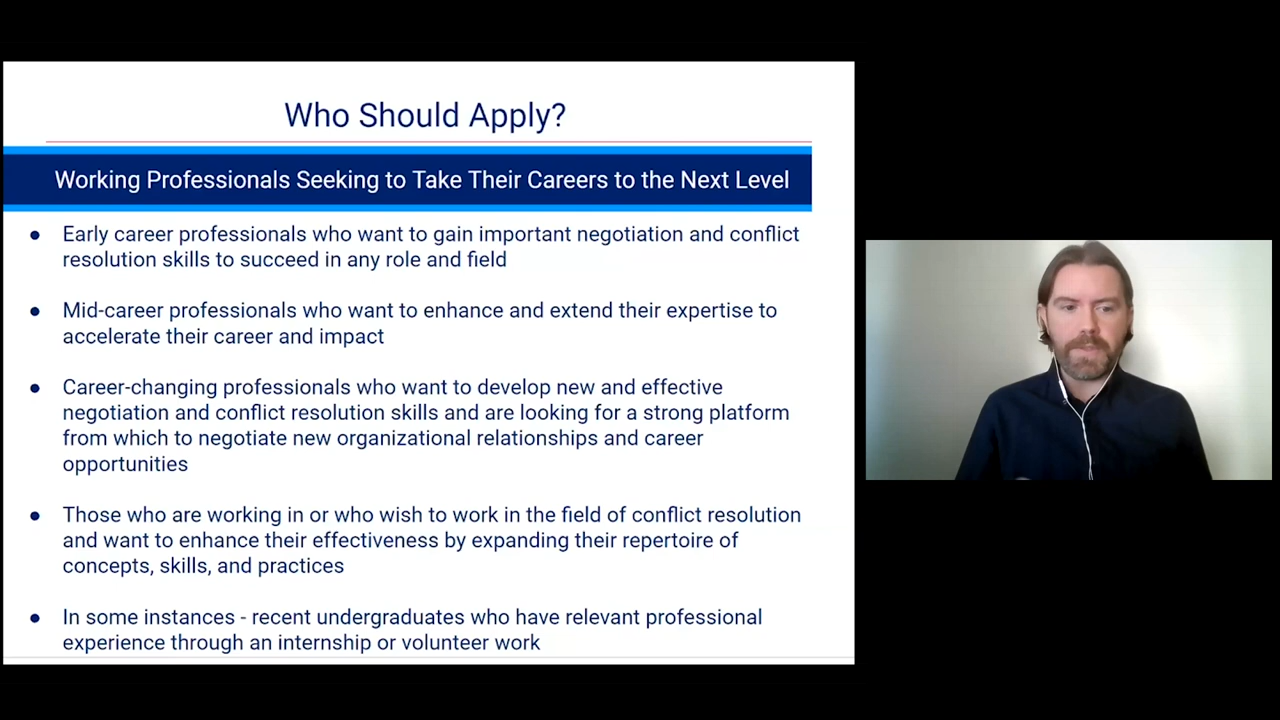 Who Should Apply?
Working Professionals Seeking to Take Their Careers to the Next Level
● Early career professionals who want to gain important negotiation and conflict
resolution skills to succeed in any role and field
● Mid-career professionals who want to enhance and extend their expertise to
accelerate their career and impact
● Career-changing professionals who want to develop new and effective
negotiation and conflict resolution skills and are looking for a strong platform
from which to negotiate new organizational relationships and career
opportunities
● Those who are working in or who wish to work in the field of conflict resolution
and want to enhance their effectiveness by expanding their repertoire of
concepts, skills, and practices
● In some instances - recent undergraduates who have relevant professional
experience through an internship or volunteer work